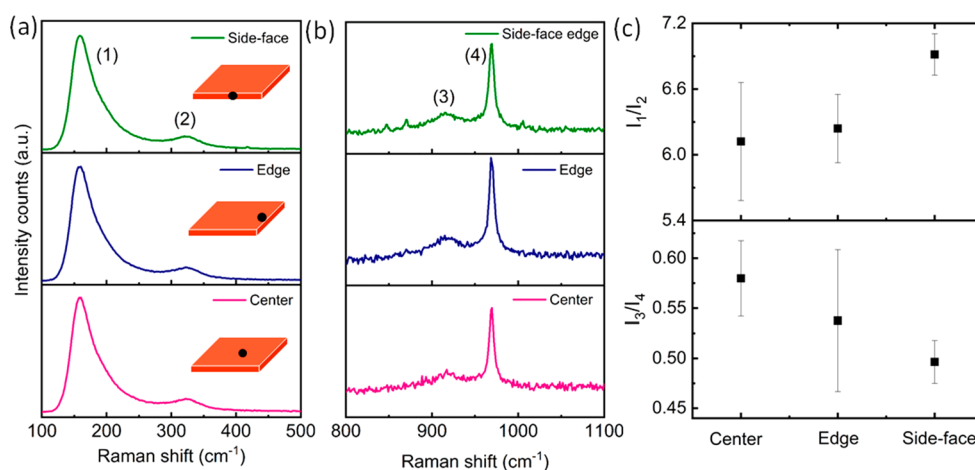 (a)
Side-face
(1)
(2)
Edge
Center
Intensity counts (a.u.)
100 200 300 400 500
Raman shift (cm⁻¹)
(b)
Side-face edge
(4)
(3)
Edge
Center
800 900 1000 1100
Raman shift (cm⁻¹)
(c)
7.2
6.6
6.0
5.4
I₁/I₂
0.60
0.55
0.50
0.45
I₃/I₄
Center Edge Side-face